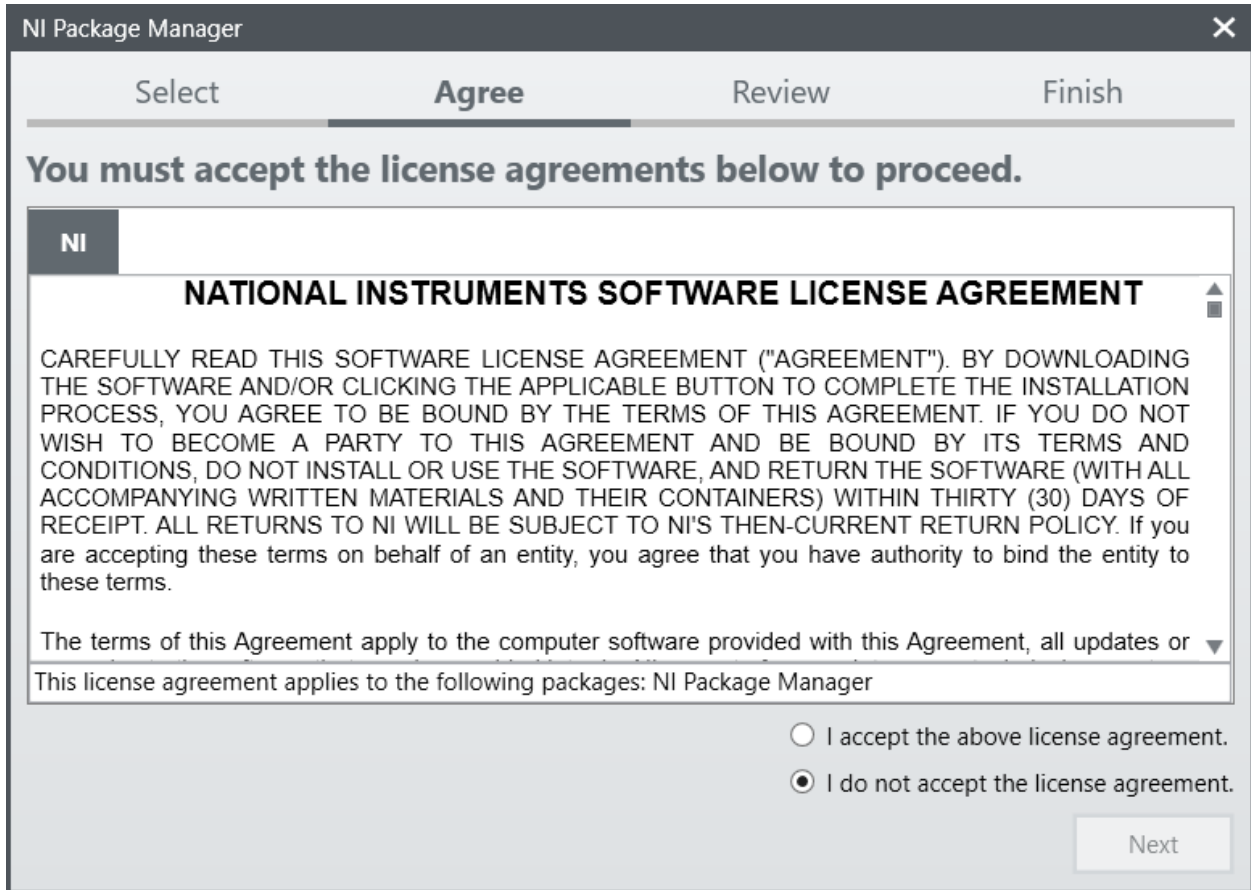 NI Package Manager
Select Agree Review Finish
You must accept the license agreements below to proceed.
NI
NATIONAL INSTRUMENTS SOFTWARE LICENSE AGREEMENT
CAREFULLY READ THIS SOFTWARE LICENSE AGREEMENT ("AGREEMENT"). BY DOWNLOADING
THE SOFTWARE AND/OR CLICKING THE APPLICABLE BUTTON TO COMPLETE THE INSTALLATION
PROCESS, YOU AGREE TO BE BOUND BY THE TERMS OF THIS AGREEMENT. IF YOU DO NOT
WISH TO BECOME A PARTY TO THIS AGREEMENT AND BE BOUND BY ITS TERMS AND
CONDITIONS, DO NOT INSTALL OR USE THE SOFTWARE, AND RETURN THE SOFTWARE (WITH ALL
ACCOMPANYING WRITTEN MATERIALS AND THEIR CONTAINERS) WITHIN THIRTY (30) DAYS OF
RECEIPT. ALL RETURNS TO NI WILL BE SUBJECT TO NI'S THEN-CURRENT RETURN POLICY. If you
are accepting these terms on behalf of an entity, you agree that you have authority to bind the entity to
these terms.
The terms of this Agreement apply to the computer software provided with this Agreement, all updates or
This license agreement applies to the following packages: NI Package Manager
I accept the above license agreement.
I do not accept the license agreement.
Next